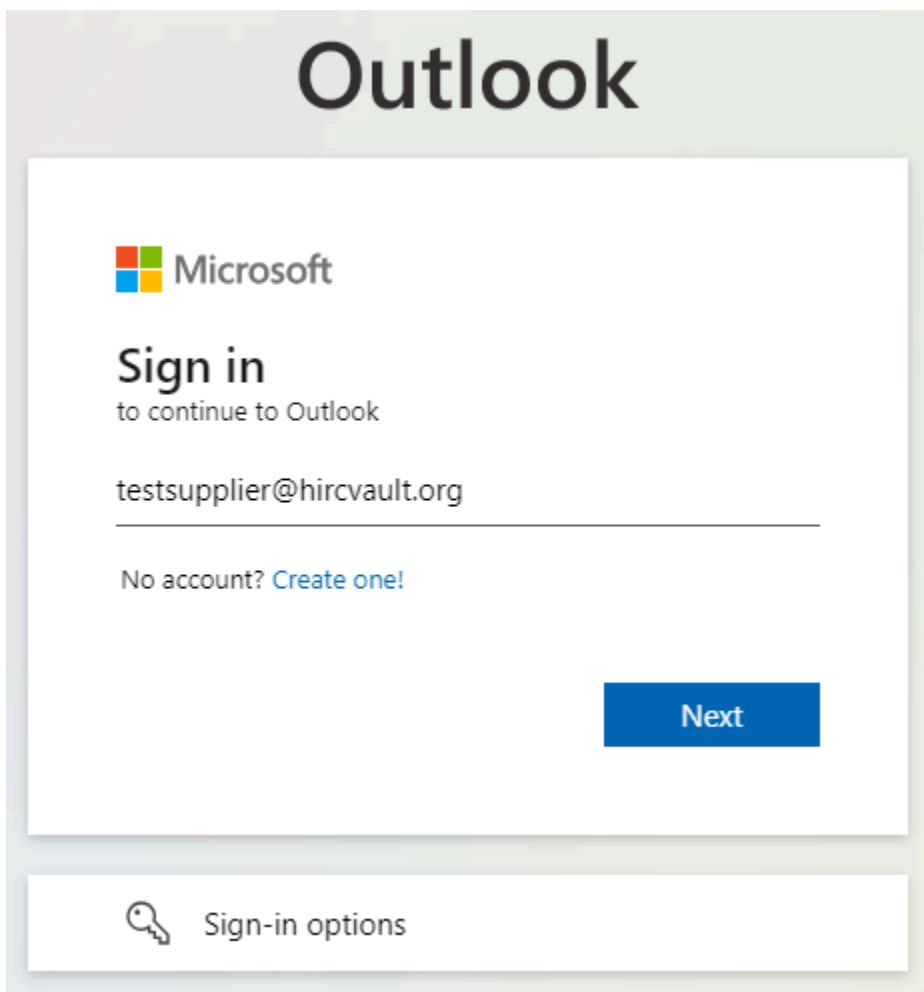 Outlook
Microsoft
Sign in
to continue to Outlook
testsupplier@hircvault.org
No account? Create one!
Next
Sign-in options